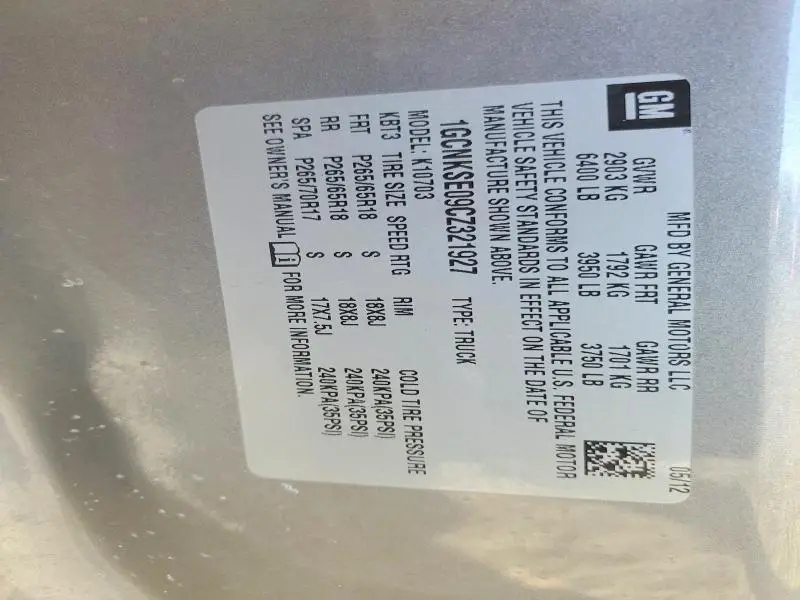 GM®
MFD BY GENERAL MOTORS LLC 05/12
GVWR GAWR FRT GAWR RR
2903 KG 1792 KG 1701 KG
6400 LB 3950 LB 3750 LB
THIS VEHICLE CONFORMS TO ALL APPLICABLE U.S. FEDERAL MOTOR
VEHICLE SAFETY STANDARDS IN EFFECT ON THE DATE OF
MANUFACTURE SHOWN ABOVE.
1GCNKSE09CZ321927 TYPE: TRUCK
MODEL: K10703
KBT3 TIRE SIZE SPEED RTG RIM COLD TIRE PRESSURE
FRT P265/65R18 S 18X8J 240KPA(35PSI)
RR P265/65R18 S 18X8J 240KPA(35PSI)
SPA P265/70R17 S 17X7.5J 240KPA(35PSI)
SEE OWNER'S MANUAL FOR MORE INFORMATION.